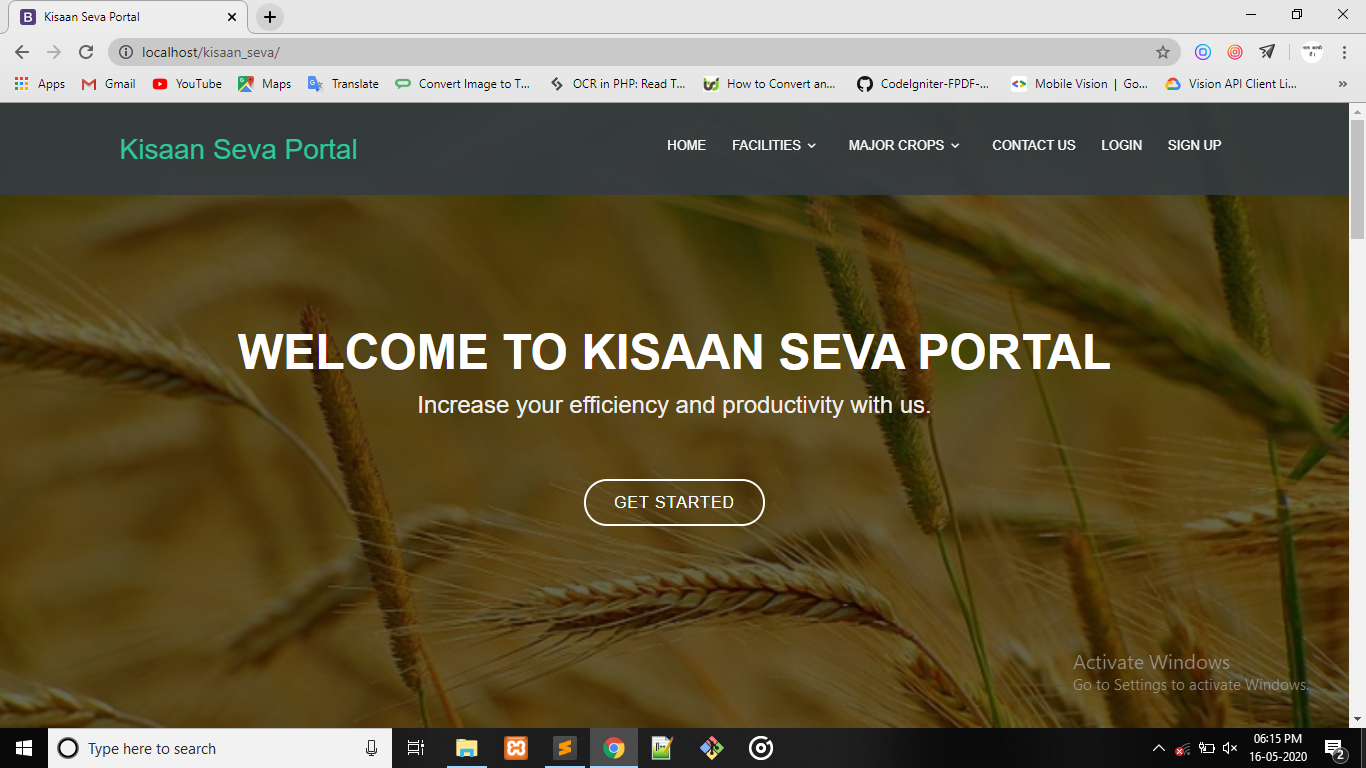 Kisaan Seva Portal
localhost/kisaan_seva/
Apps Gmail YouTube Maps Translate Convert Image to T... OCR in PHP: Read T... How to Convert an... CodeIgniter-FPDF-... Mobile Vision | Go... Vision API Client Li... »
Kisaan Seva Portal HOME FACILITIES MAJOR CROPS CONTACT US LOGIN SIGN UP
WELCOME TO KISAAN SEVA PORTAL
Increase your efficiency and productivity with us.
GET STARTED
Activate Windows
Go to Settings to activate Windows.
Type here to search
06:15 PM
16-05-2020
2